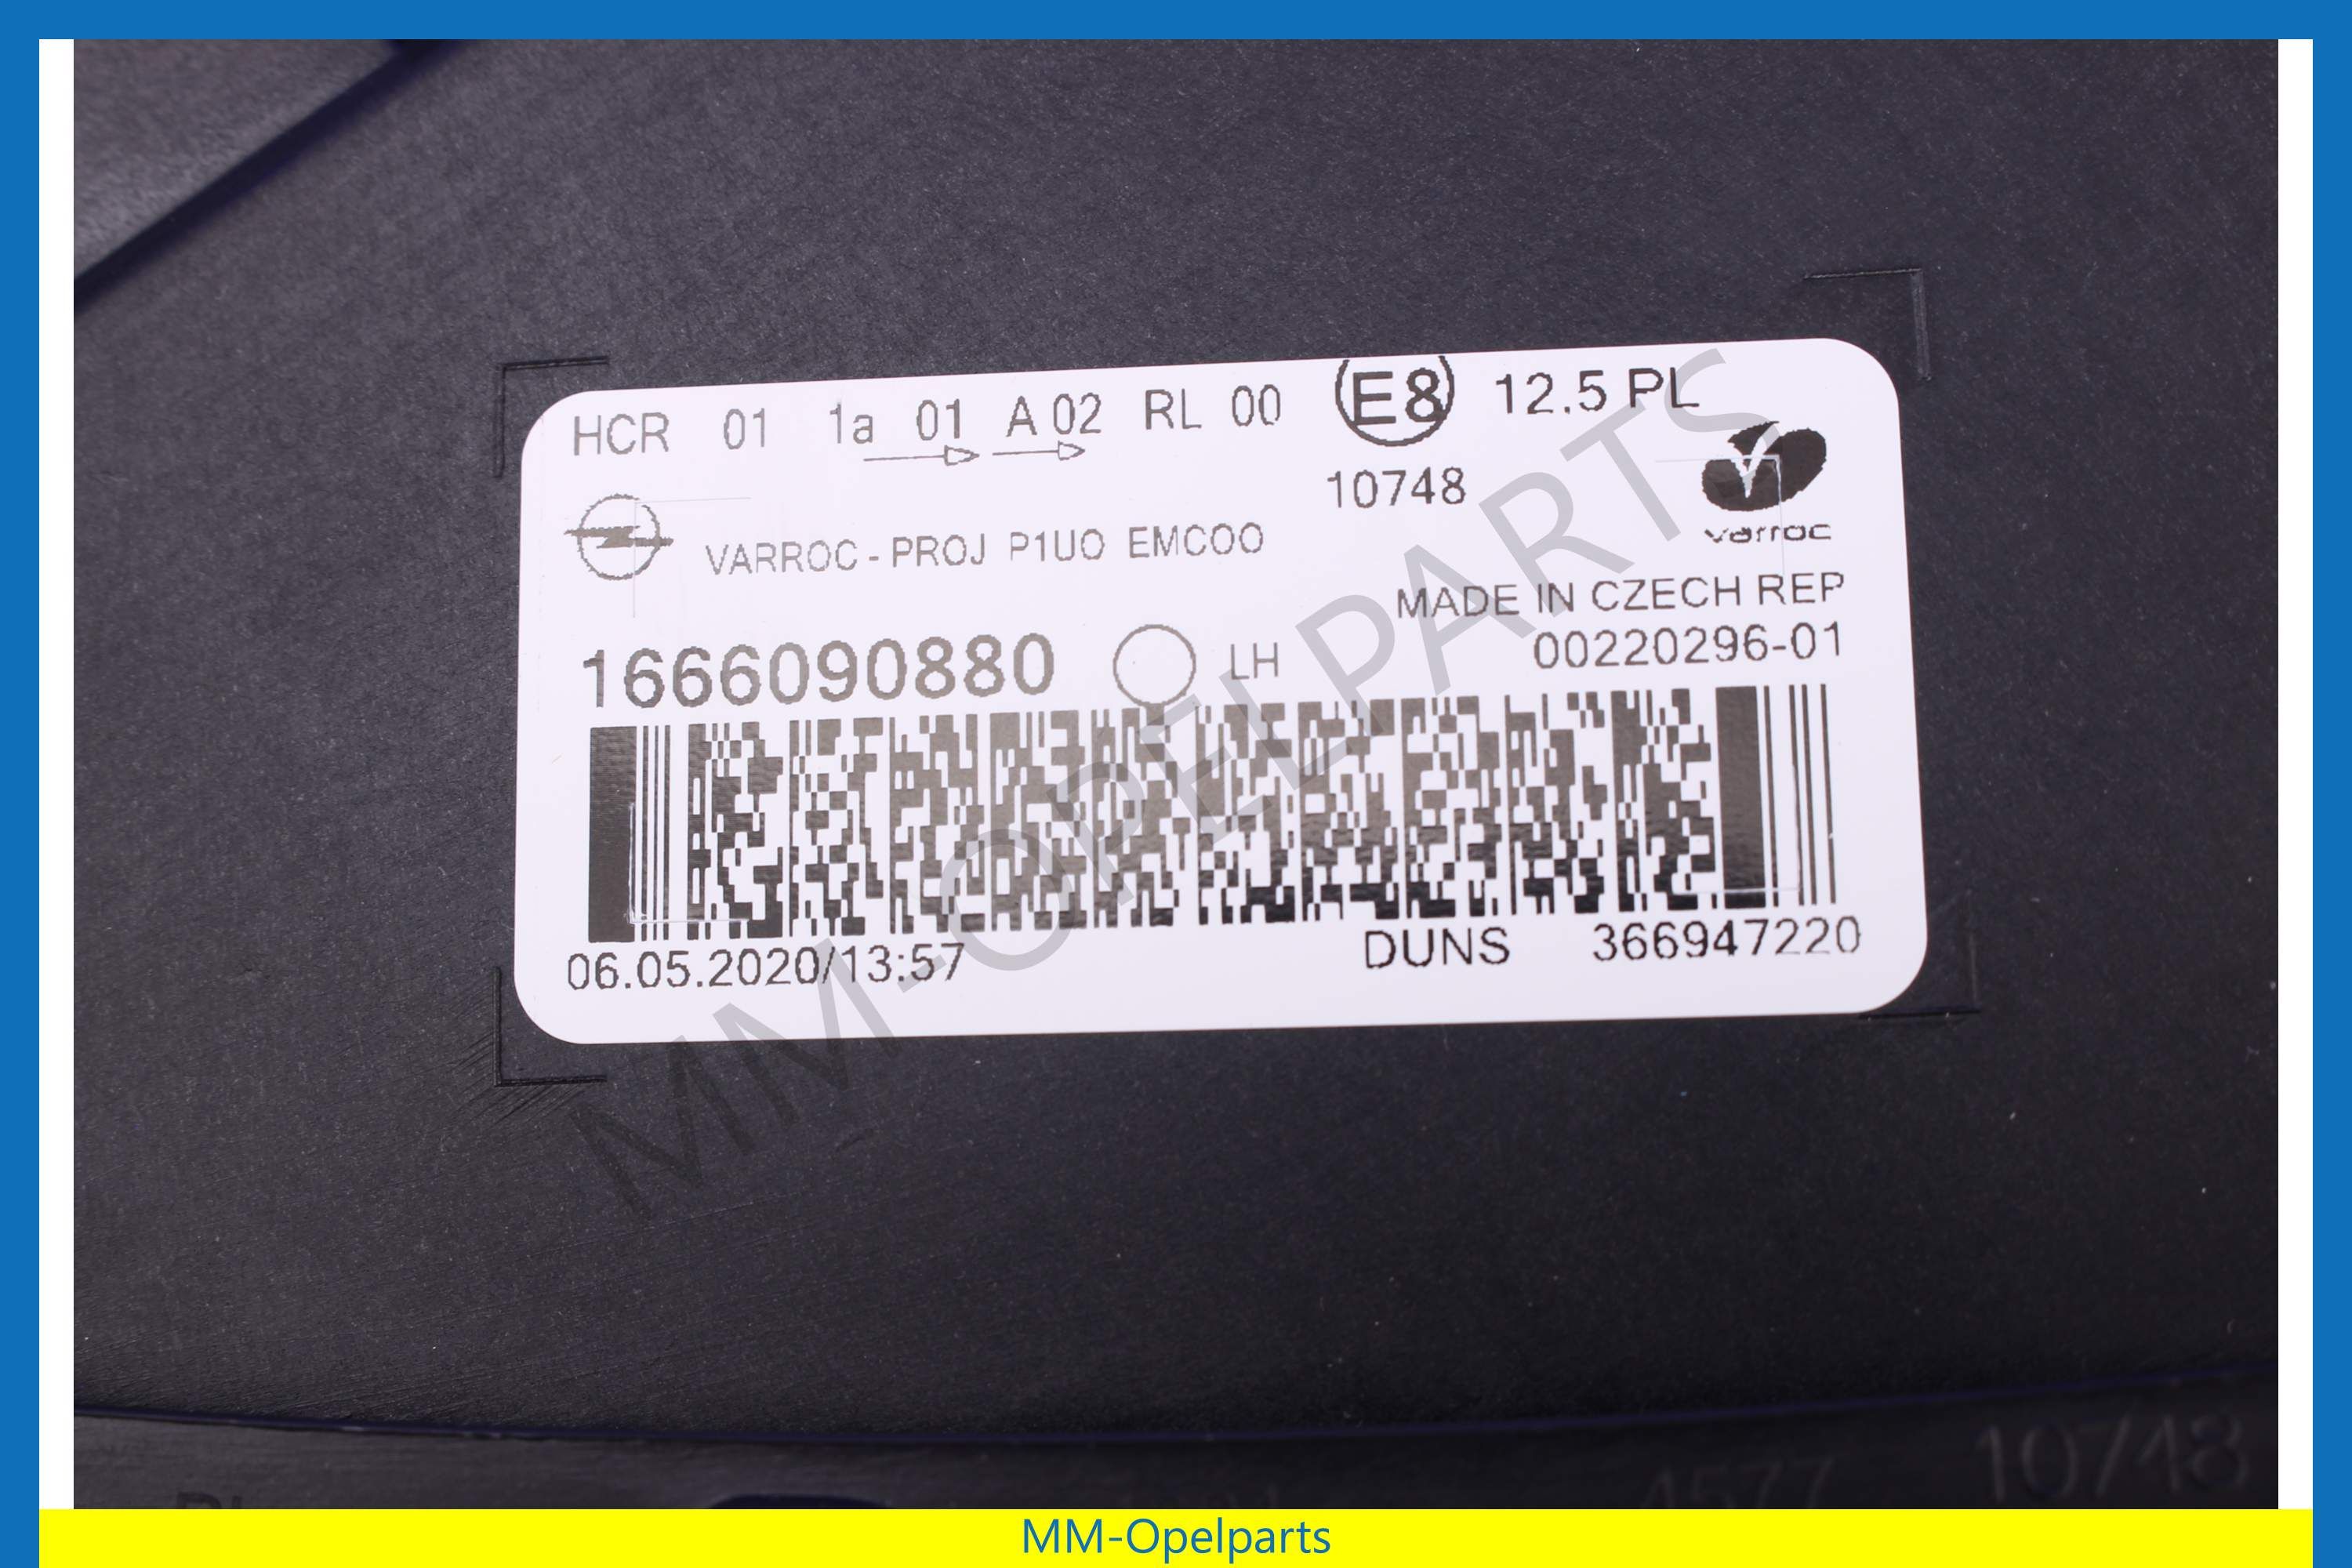 HCR 01 1a 01 A 02 RL 00 E8 12.5 PL
10748
varroc
VARROC - PROJ P1UO EMCOO
MADE IN CZECH REP
00220296-01
1666090880 LH
06.05.2020/13:57 DUNS 366947220
MM-OPELPARTS
4577 10748
MM-Opelparts